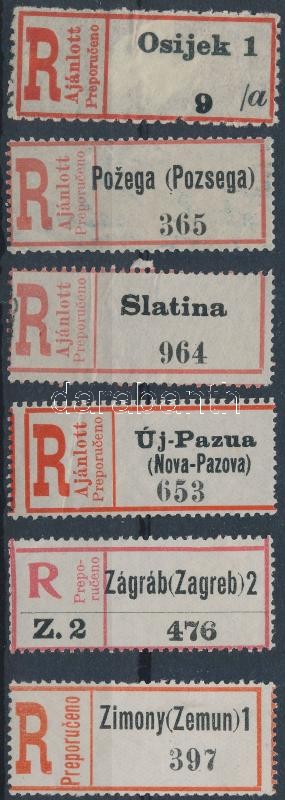 R Ajánlott Preporučeno
Osijek 1
9 /a
R Ajánlott Preporučeno
Požega (Pozsega)
365
R Ajánlott Preporučeno
Slatina
964
R Ajánlott Preporučeno
Új-Pazua
(Nova-Pazova)
653
R Prepo-
ručeno
Zágráb(Zagreb)2
Z. 2 476
R Preporučeno
Zimony(Zemun)1
397